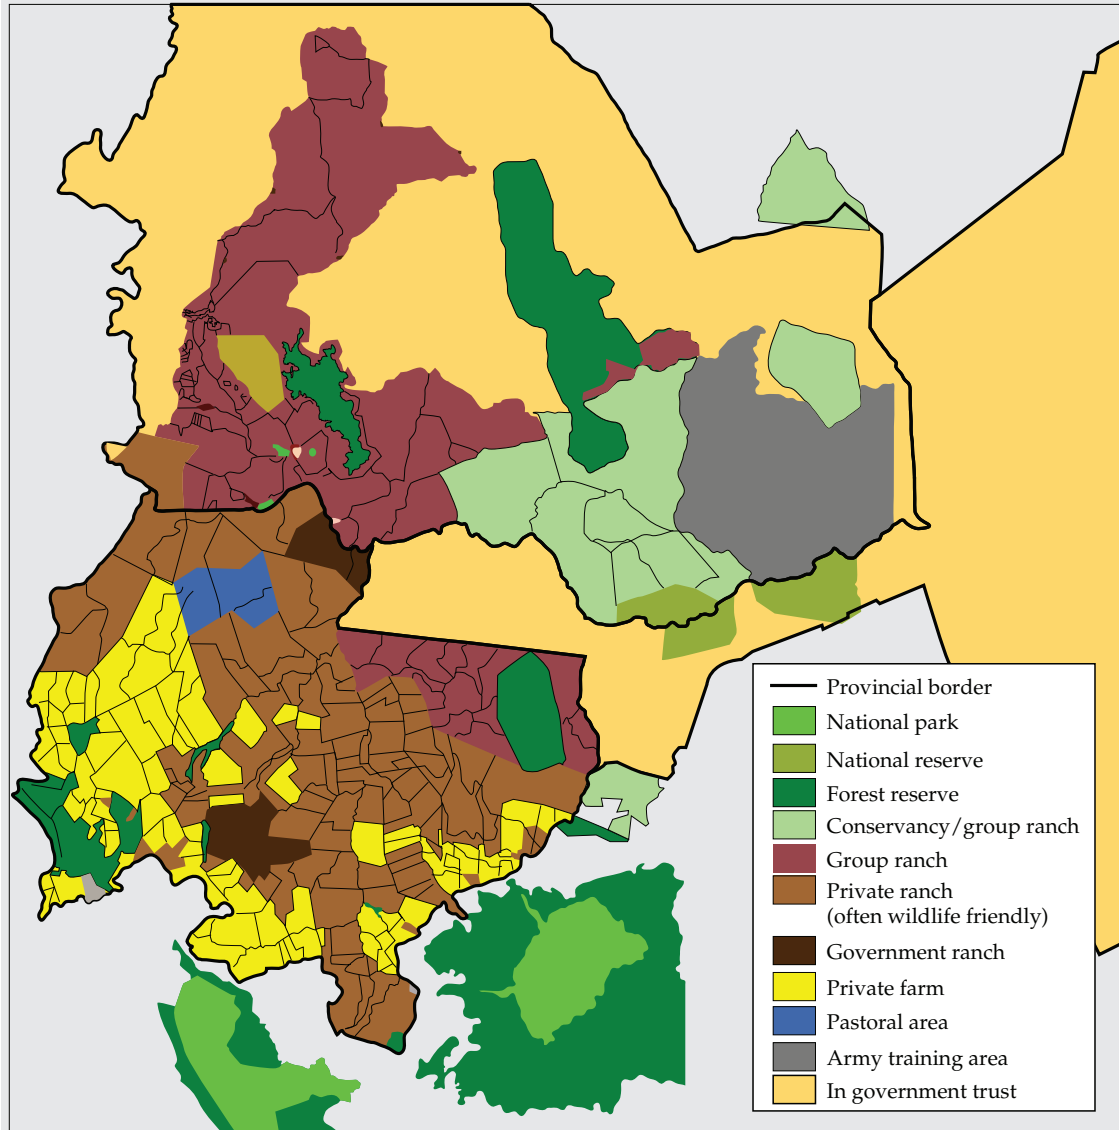 Provincial border
National park
National reserve
Forest reserve
Conservancy/group ranch
Group ranch
Private ranch
(often wildlife friendly)
Government ranch
Private farm
Pastoral area
Army training area
In government trust